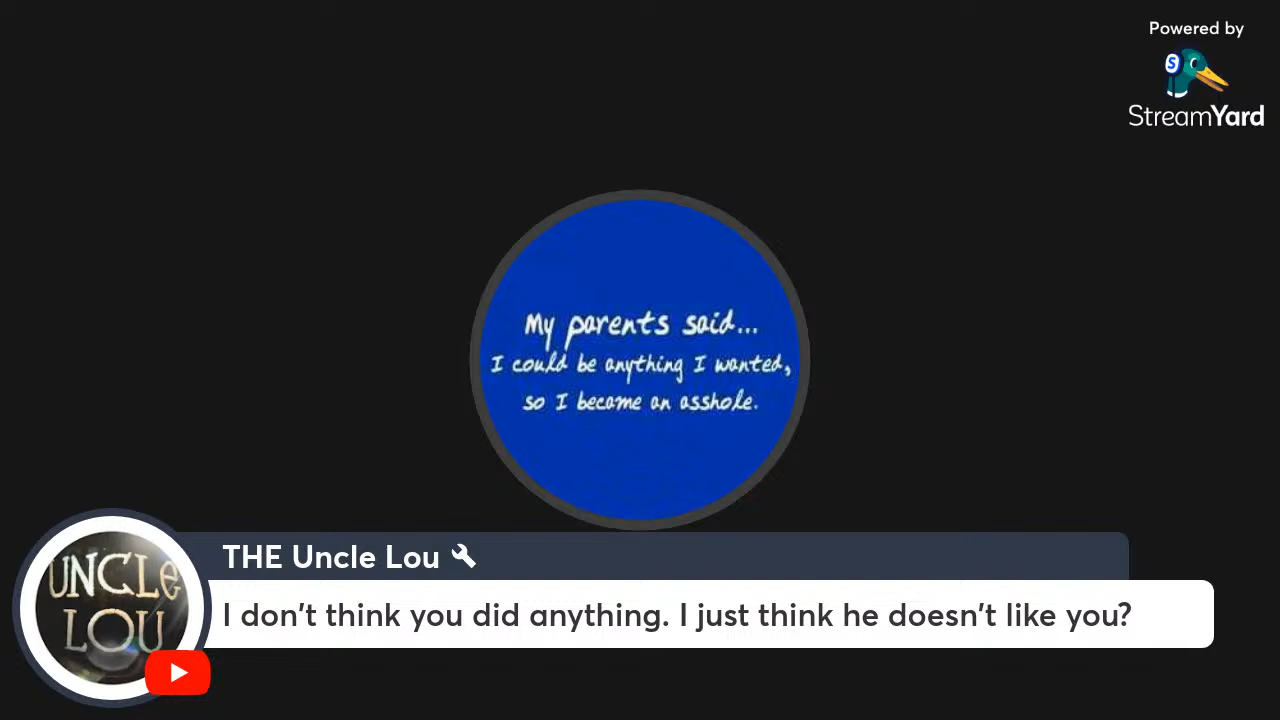 Powered by
S
StreamYard
My parents said...
I could be anything I wanted,
so I became an asshole.
THE Uncle Lou
UNCLE
LOU
I don't think you did anything. I just think he doesn't like you?